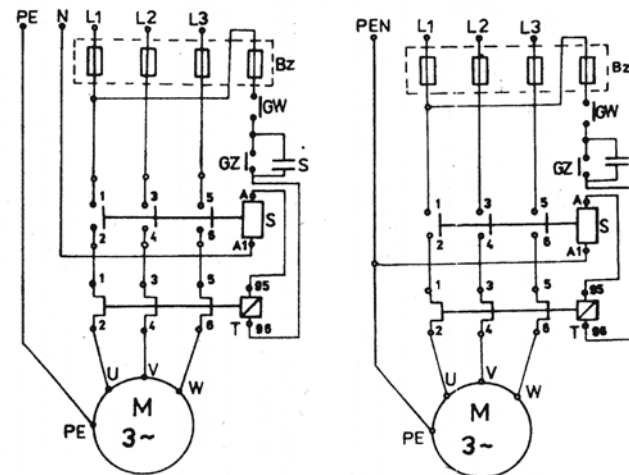 PE N L1 L2 L3
Bz
GW
GZ
S
1 3 5 A
S
2 4 6 A1
1 3 5 95
2 4 6 T 96
U V W
M
PE
3~
PEN L1 L2 L3
Bz
GW
GZ
1 3 5 A
S
2 4 6 A1
1 3 5 95
2 4 6 T 96
U V W
M
PE
3~